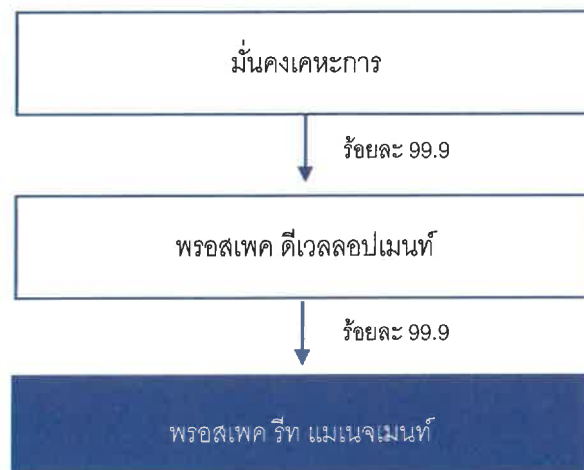 มั่นคงเคหะการ
ร้อยละ 99.9
พรอสเพค ดีเวลลอปเมนท์
ร้อยละ 99.9
พรอสเพค รีท แมเนจเมนท์